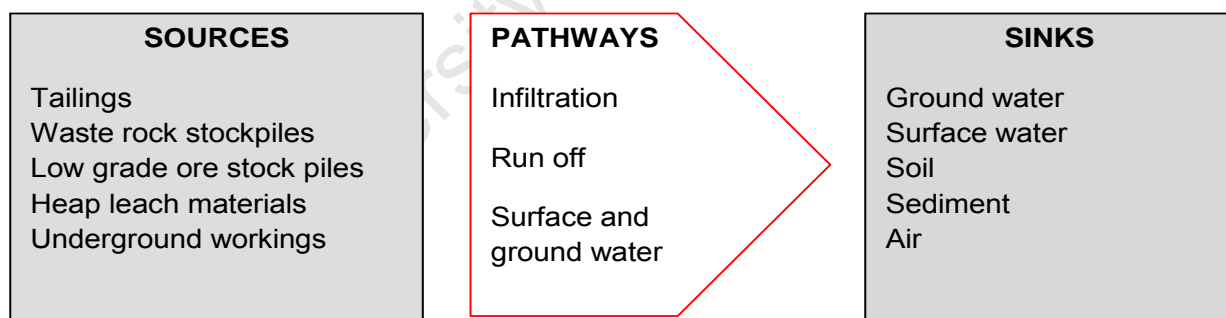 SOURCES
Tailings
Waste rock stockpiles
Low grade ore stock piles
Heap leach materials
Underground workings
PATHWAYS
Infiltration
Run off
Surface and
ground water
SINKS
Ground water
Surface water
Soil
Sediment
Air